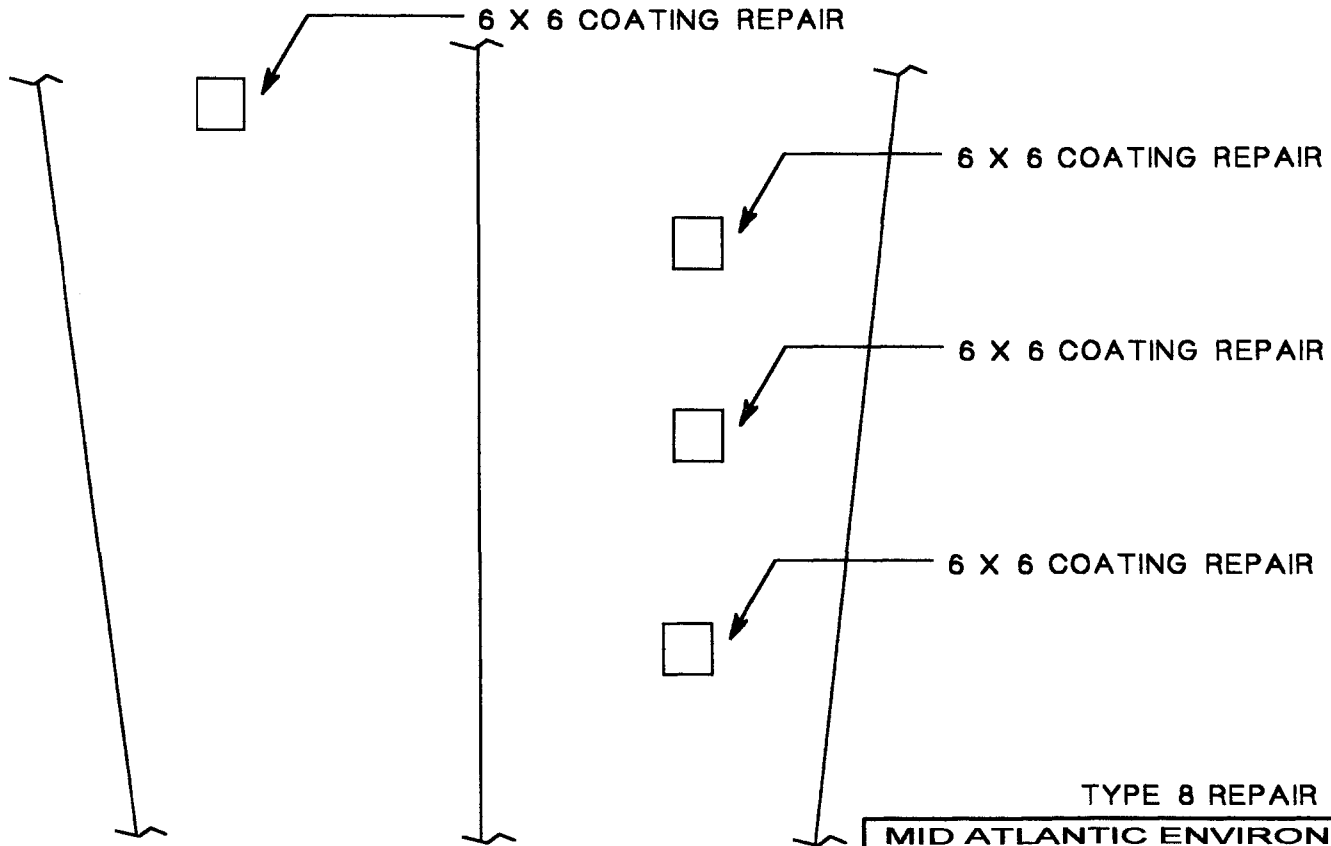 6 X 6 COATING REPAIR
6 X 6 COATING REPAIR
6 X 6 COATING REPAIR
6 X 6 COATING REPAIR
TYPE 8 REPAIR
MID ATLANTIC ENVIRON